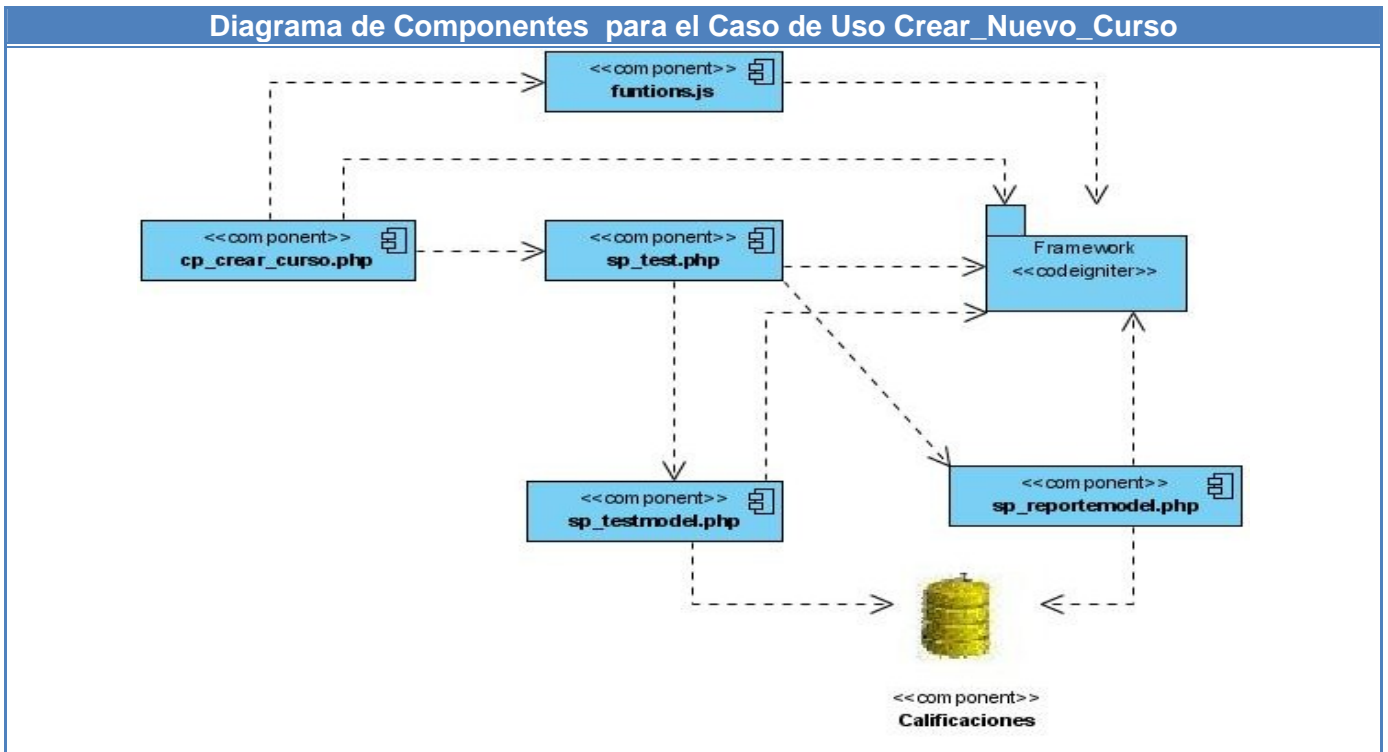 Diagrama de Componentes para el Caso de Uso Crear_Nuevo_Curso
<<component>>
funtions.js
<<component>>
cp_crear_curso.php
<<component>>
sp_test.php
Framework
<<codeigniter>>
<<component>>
sp_testmodel.php
<<component>>
sp_reportemodel.php
<<component>>
Calificaciones